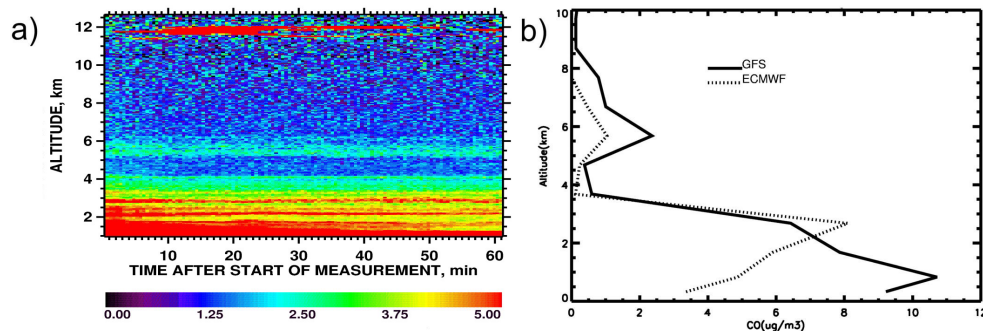 a)
12
10
8
6
4
2
ALTITUDE, km
10 20 30 40 50 60
TIME AFTER START OF MEASUREMENT, min
0.00 1.25 2.50 3.75 5.00
b)
10
8
6
4
2
0
Altitude(km)
GFS
ECMWF
0 2 4 6 8 10 12
CO(ug/m3)